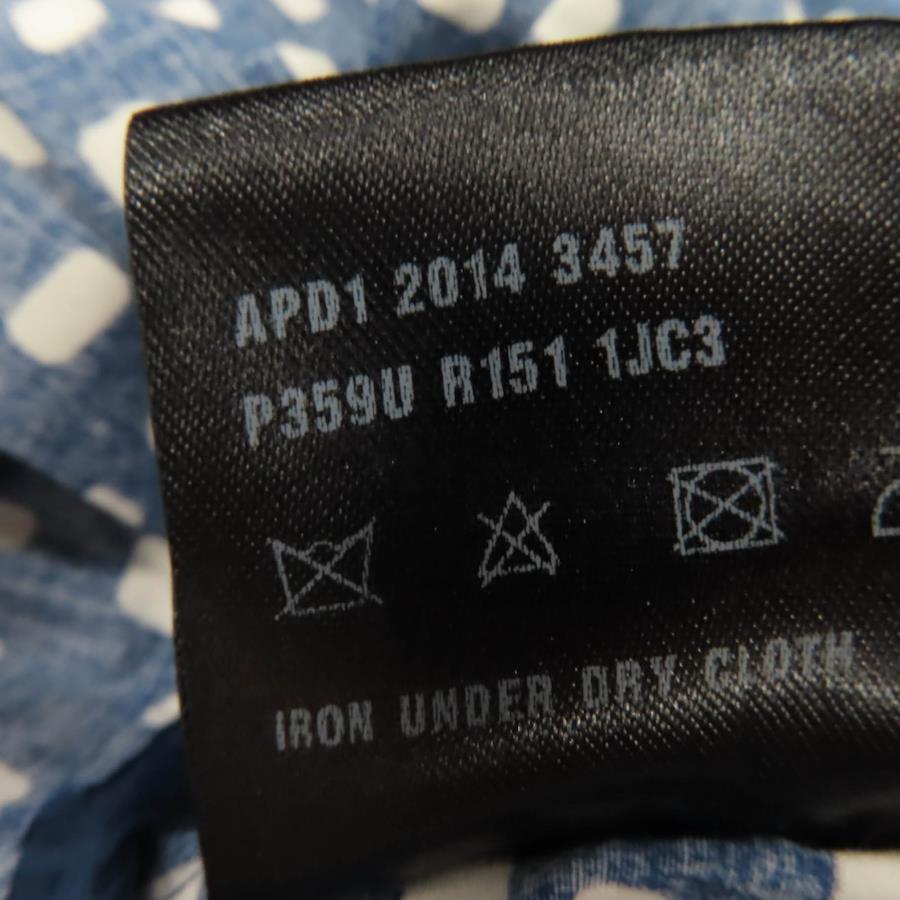 APD1 2014 3457
P359U R151 1JC3
IRON UNDER DRY CLOTH